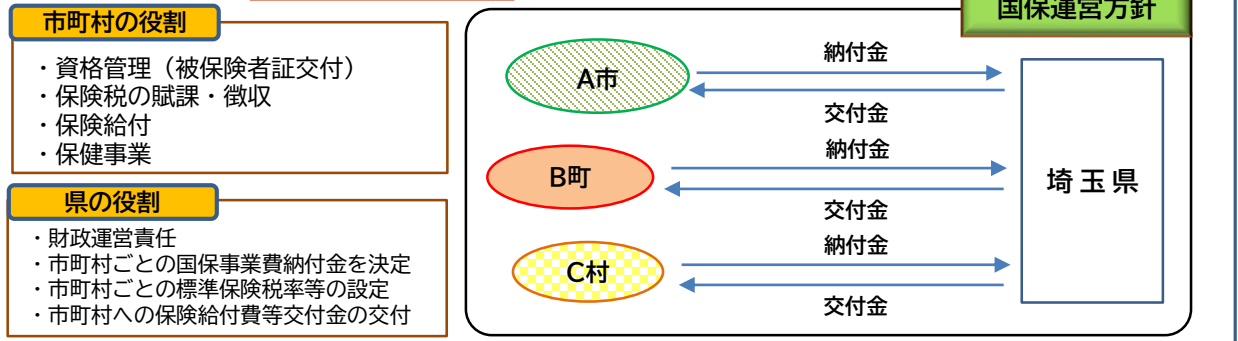 市町村の役割
・資格管理（被保険者証交付）
・保険税の賦課・徴収
・保険給付
・保健事業
県の役割
・財政運営責任
・市町村ごとの国保事業費納付金を決定
・市町村ごとの標準保険税率等の設定
・市町村への保険給付費等交付金の交付
国保運営方針
A市
納付金
交付金
B町
納付金
交付金
C村
納付金
交付金
埼玉県